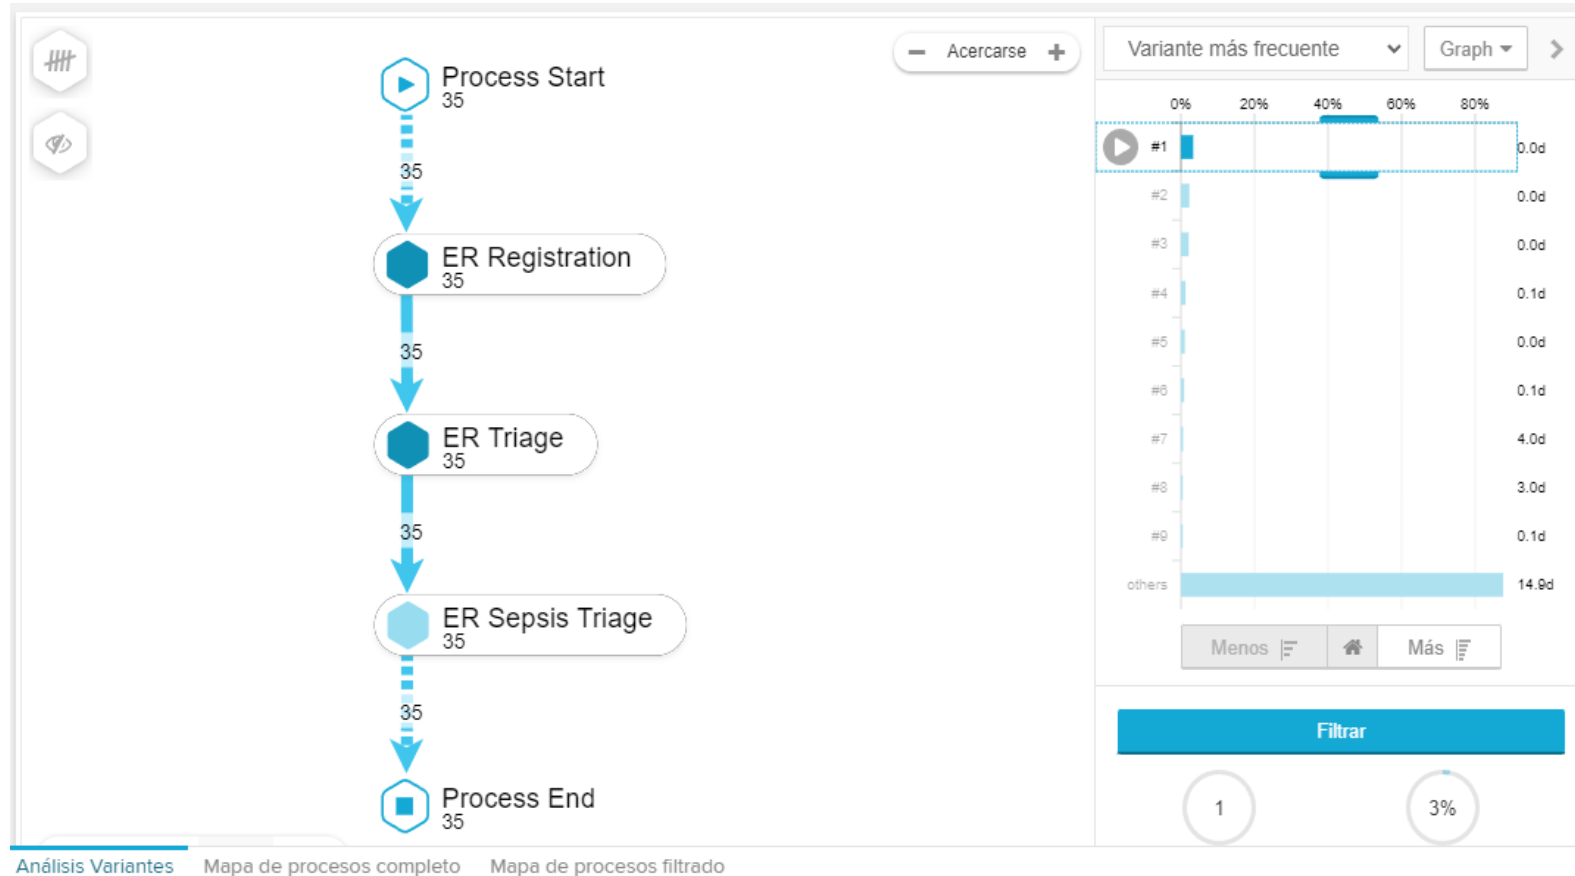 Process Start
35
35
ER Registration
35
35
ER Triage
35
35
ER Sepsis Triage
35
35
Process End
35
Acercarse
Variante más frecuente
Graph
0% 20% 40% 60% 80%
#1 0.0d
#2 0.0d
#3 0.0d
#4 0.1d
#5 0.0d
#6 0.1d
#7 4.0d
#8 3.0d
#9 0.1d
others 14.9d
Menos Más
Filtrar
1 3%
Análisis Variantes Mapa de procesos completo Mapa de procesos filtrado